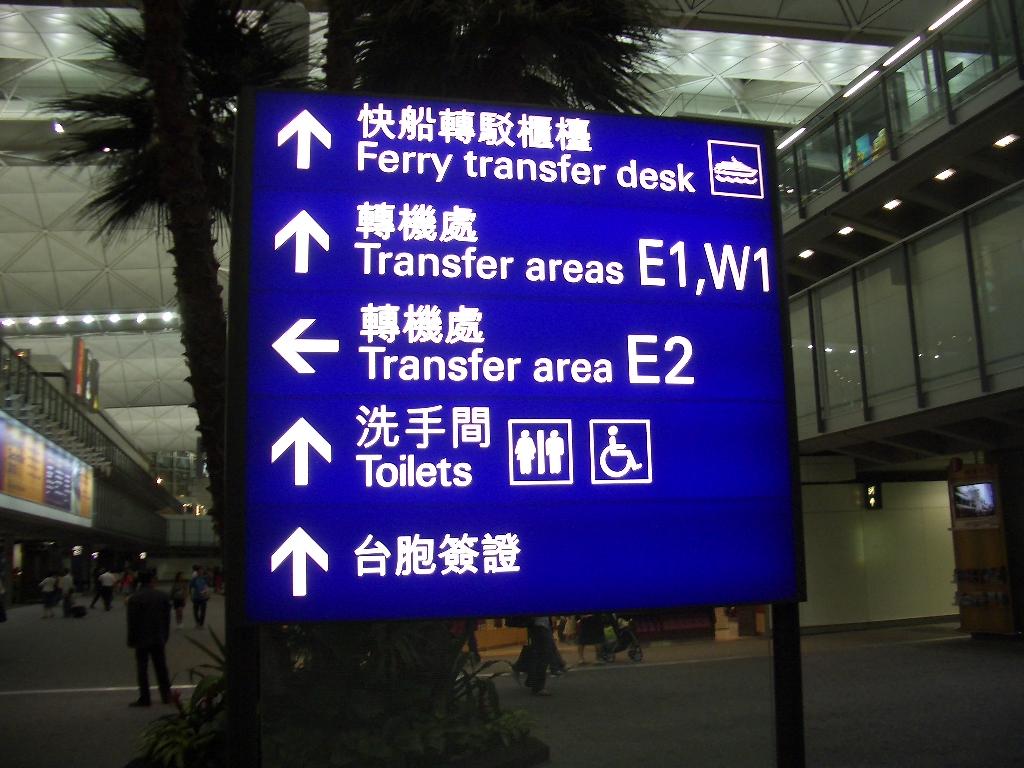 快船轉駁櫃檯
Ferry transfer desk
轉機處
Transfer areas E1,W1
轉機處
Transfer area E2
洗手間
Toilets
台胞簽證